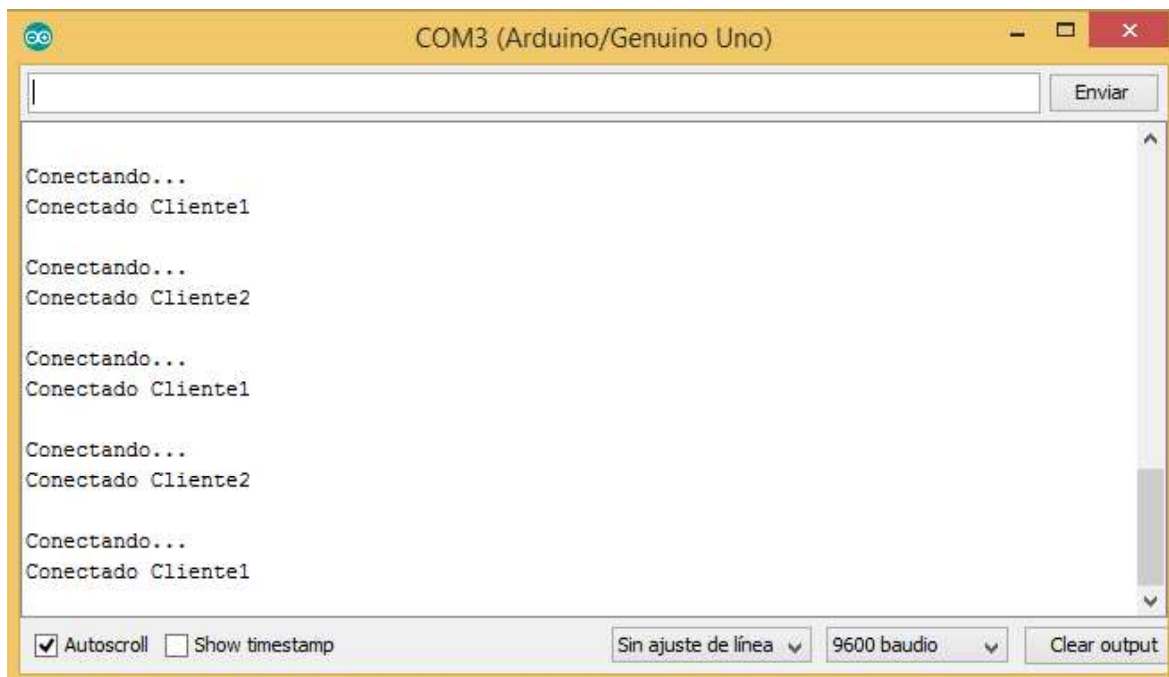 COM3 (Arduino/Genuino Uno)
Enviar
Conectando...
Conectado Cliente1
Conectando...
Conectado Cliente2
Conectando...
Conectado Cliente1
Conectando...
Conectado Cliente2
Conectando...
Conectado Cliente1
Autoscroll Show timestamp Sin ajuste de línea 9600 baudio Clear output